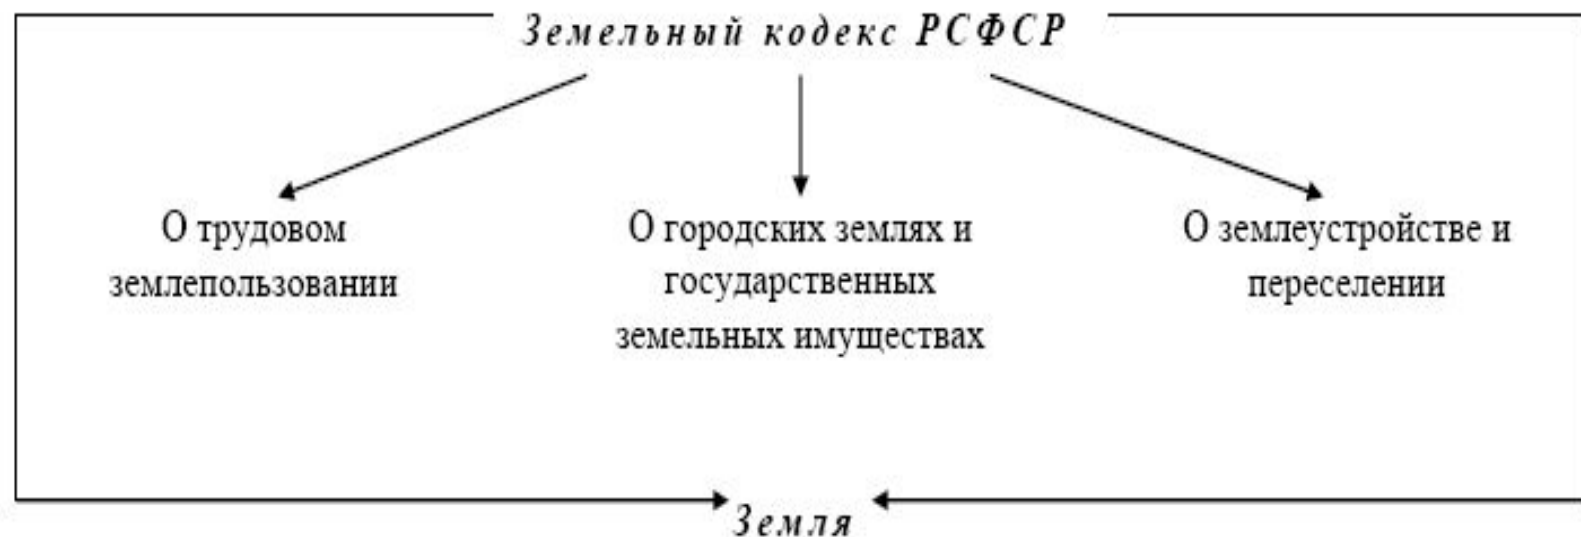 Земельный кодекс РСФСР
О трудовом
землепользовании
О городских землях и
государственных
земельных имуществах
О землеустройстве и
переселении
Земля